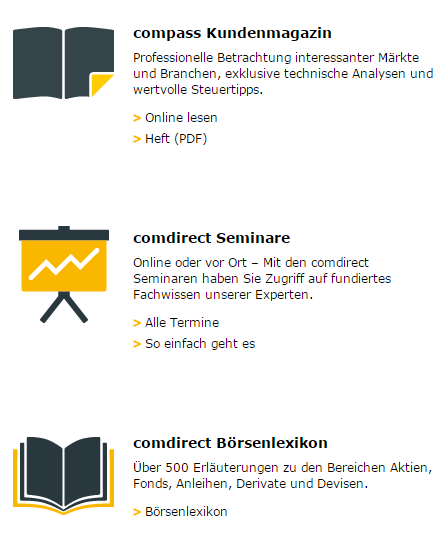 compass Kundenmagazin
Professionelle Betrachtung interessanter Märkte
und Branchen, exklusive technische Analysen und
wertvolle Steuertipps.
> Online lesen
> Heft (PDF)
comdirect Seminare
Online oder vor Ort – Mit den comdirect
Seminaren haben Sie Zugriff auf fundiertes
Fachwissen unserer Experten.
> Alle Termine
> So einfach geht es
comdirect Börsenlexikon
Über 500 Erläuterungen zu den Bereichen Aktien,
Fonds, Anleihen, Derivate und Devisen.
> Börsenlexikon